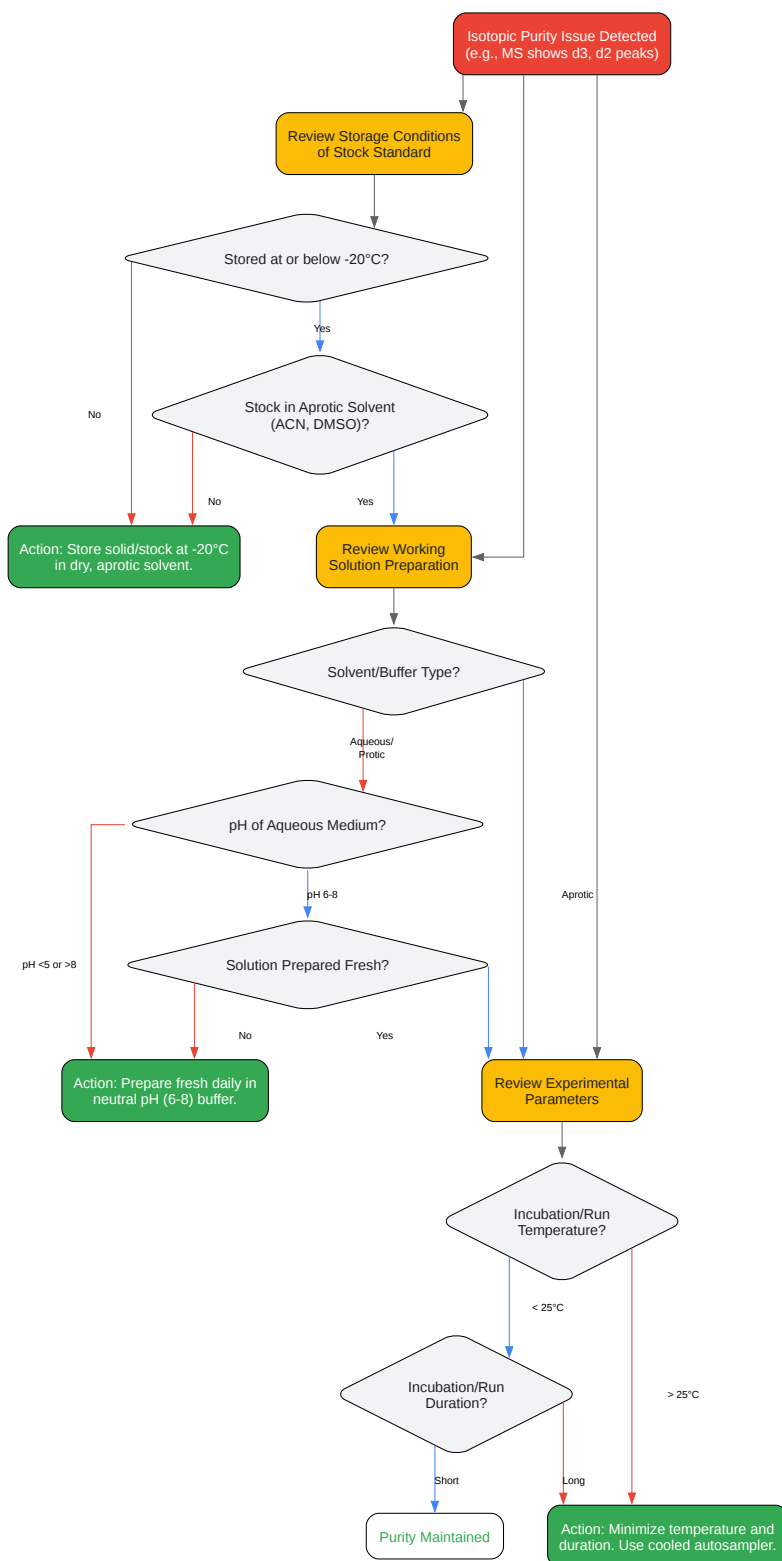 Isotopic Purity Issue Detected
(e.g., MS shows d3, d2 peaks)
Review Storage Conditions
of Stock Standard
Stored at or below -20°C?
Yes
No
Stock in Aprotic Solvent
(ACN, DMSO)?
No
Yes
Action: Store solid/stock at -20°C
in dry, aprotic solvent.
Review Working
Solution Preparation
Solvent/Buffer Type?
Aqueous/
Protic
pH of Aqueous Medium?
pH 6-8
Aprotic
pH <5 or >8
Solution Prepared Fresh?
No
Yes
Action: Prepare fresh daily in
neutral pH (6-8) buffer.
Review Experimental
Parameters
Incubation/Run
Temperature?
< 25°C
Incubation/Run
Duration?
> 25°C
Short
Long
Purity Maintained
Action: Minimize temperature and
duration. Use cooled autosampler.